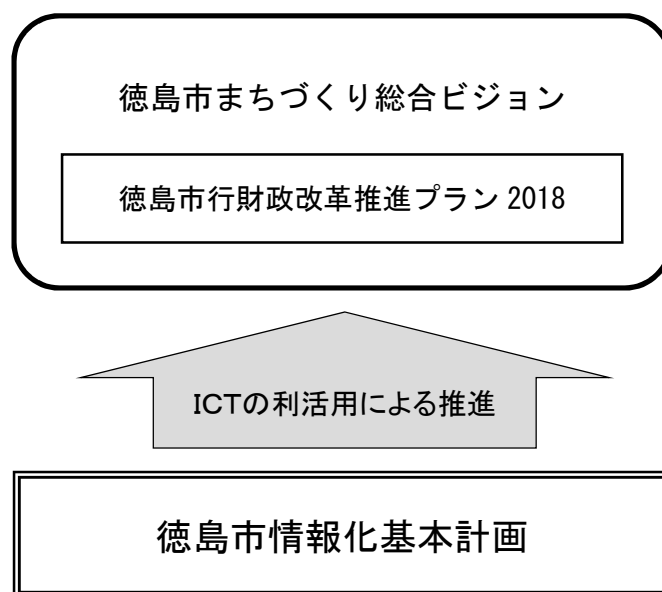 徳島市まちづくり総合ビジョン
徳島市行財政改革推進プラン 2018
ICTの利活用による推進
徳島市情報化基本計画